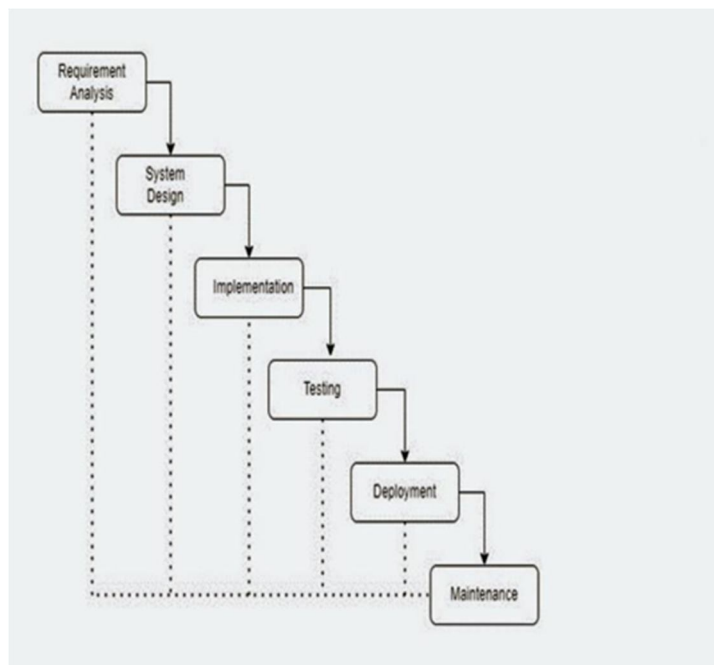 Requirement
Analysis
System
Design
Implementation
Testing
Deployment
Maintenance